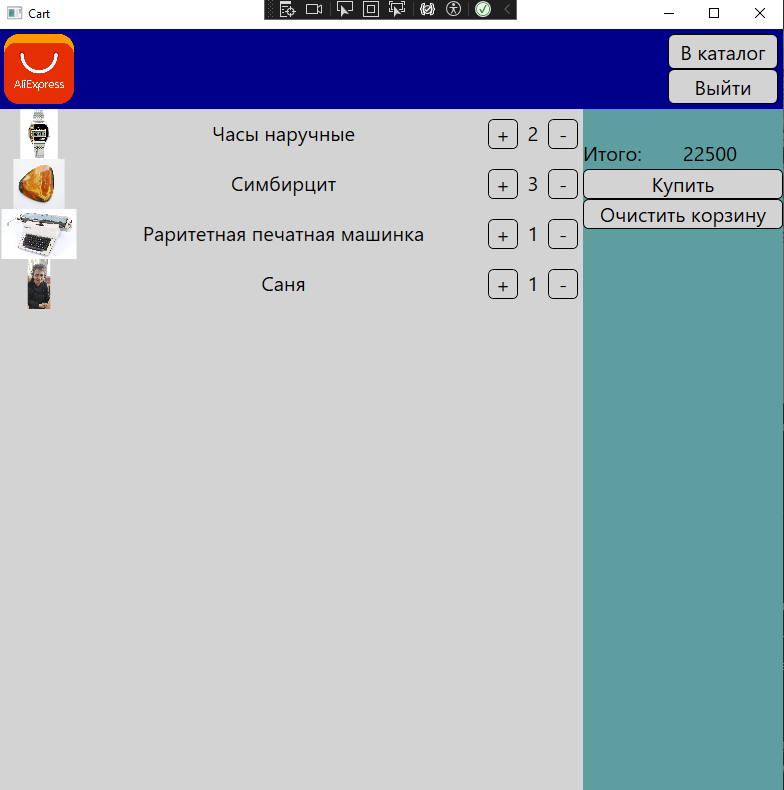 Cart
AliExpress
В каталог
Выйти
Часы наручные + 2 -
Симбирцит + 3 -
Раритетная печатная машинка + 1 -
Саня + 1 -
Итого: 22500
Купить
Очистить корзину